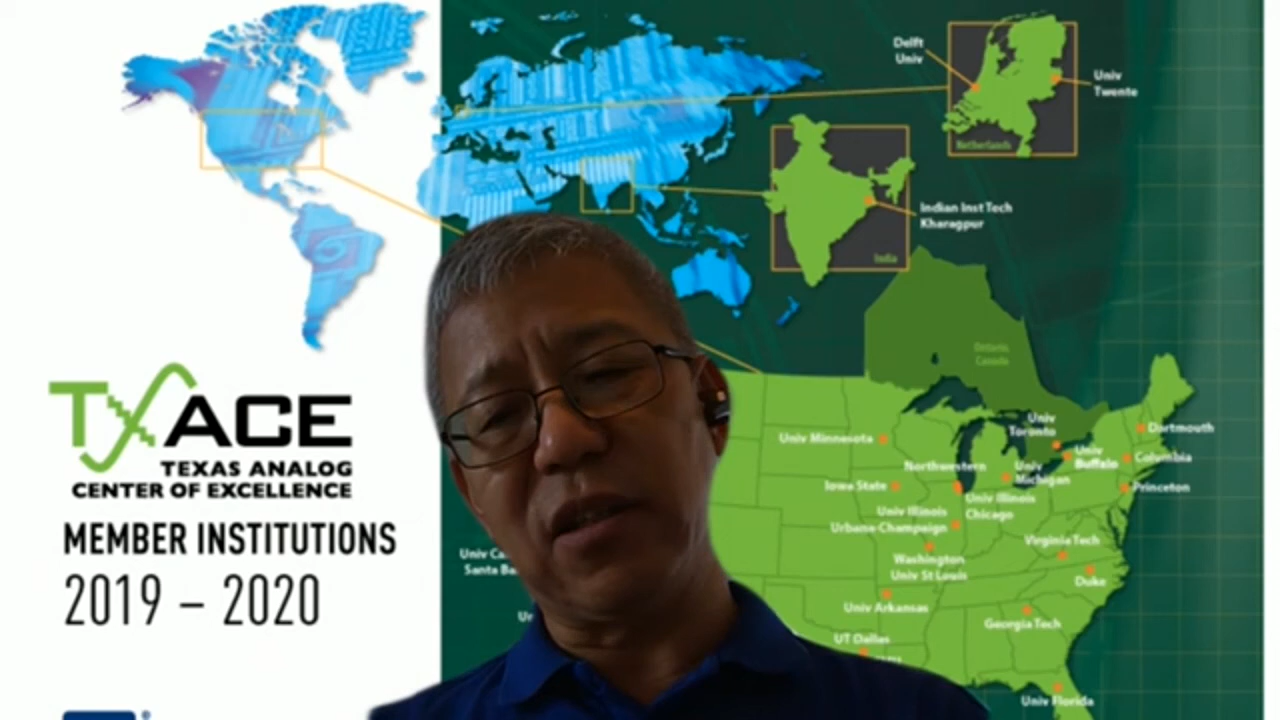 Delft
Univ
Univ
Twente
Netherlands
Indian Inst Tech
Kharagpur
India
Ontario
Canada
TxACE
TEXAS ANALOG
CENTER OF EXCELLENCE
MEMBER INSTITUTIONS
2019 – 2020
Univ Minnesota
Univ
Toronto
Dartmouth
Univ
Buffalo
Columbia
Northwestern
Univ
Michigan
Iowa State
Princeton
Univ Illinois
Chicago
Univ Illinois
Urbana-Champaign
Virginia Tech
Washington
Univ St Louis
Duke
Univ
Santa
Univ Arkansas
Georgia Tech
UT Dallas
Univ Florida
®